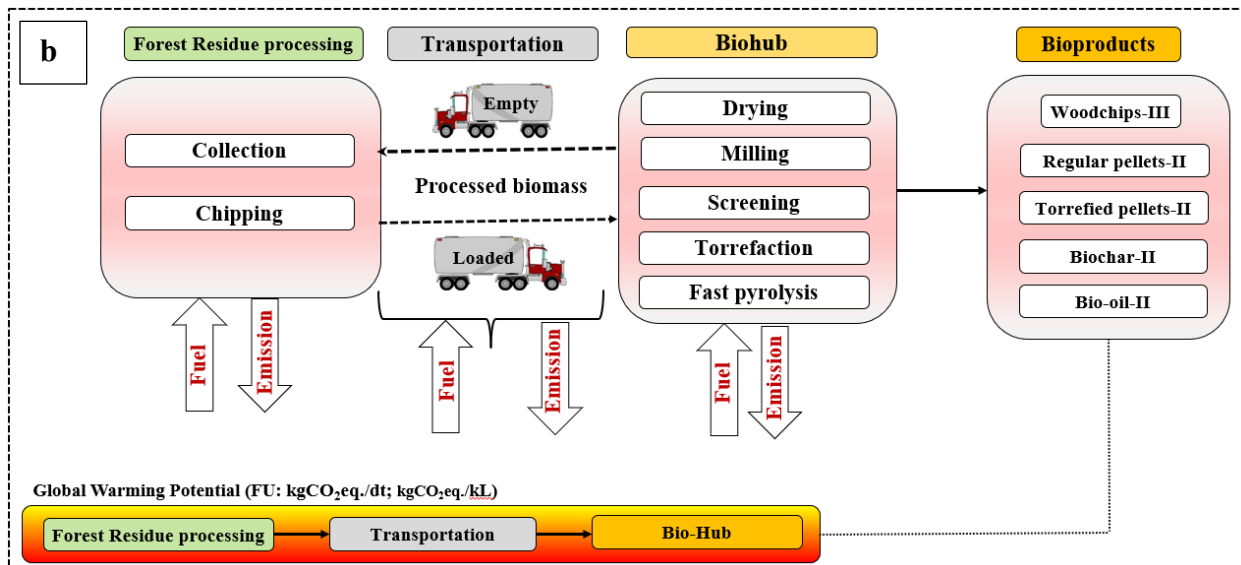 b
Forest Residue processing
Transportation
Biohub
Bioproducts
Collection
Chipping
Empty
Processed biomass
Loaded
Drying
Milling
Screening
Torrefaction
Fast pyrolysis
Woodchips-III
Regular pellets-II
Torrefied pellets-II
Biochar-II
Bio-oil-II
Fuel
Emission
Fuel
Emission
Fuel
Emission
Global Warming Potential (FU: kgCO₂eq./dt; kgCO₂eq./kL)
Forest Residue processing
Transportation
Bio-Hub